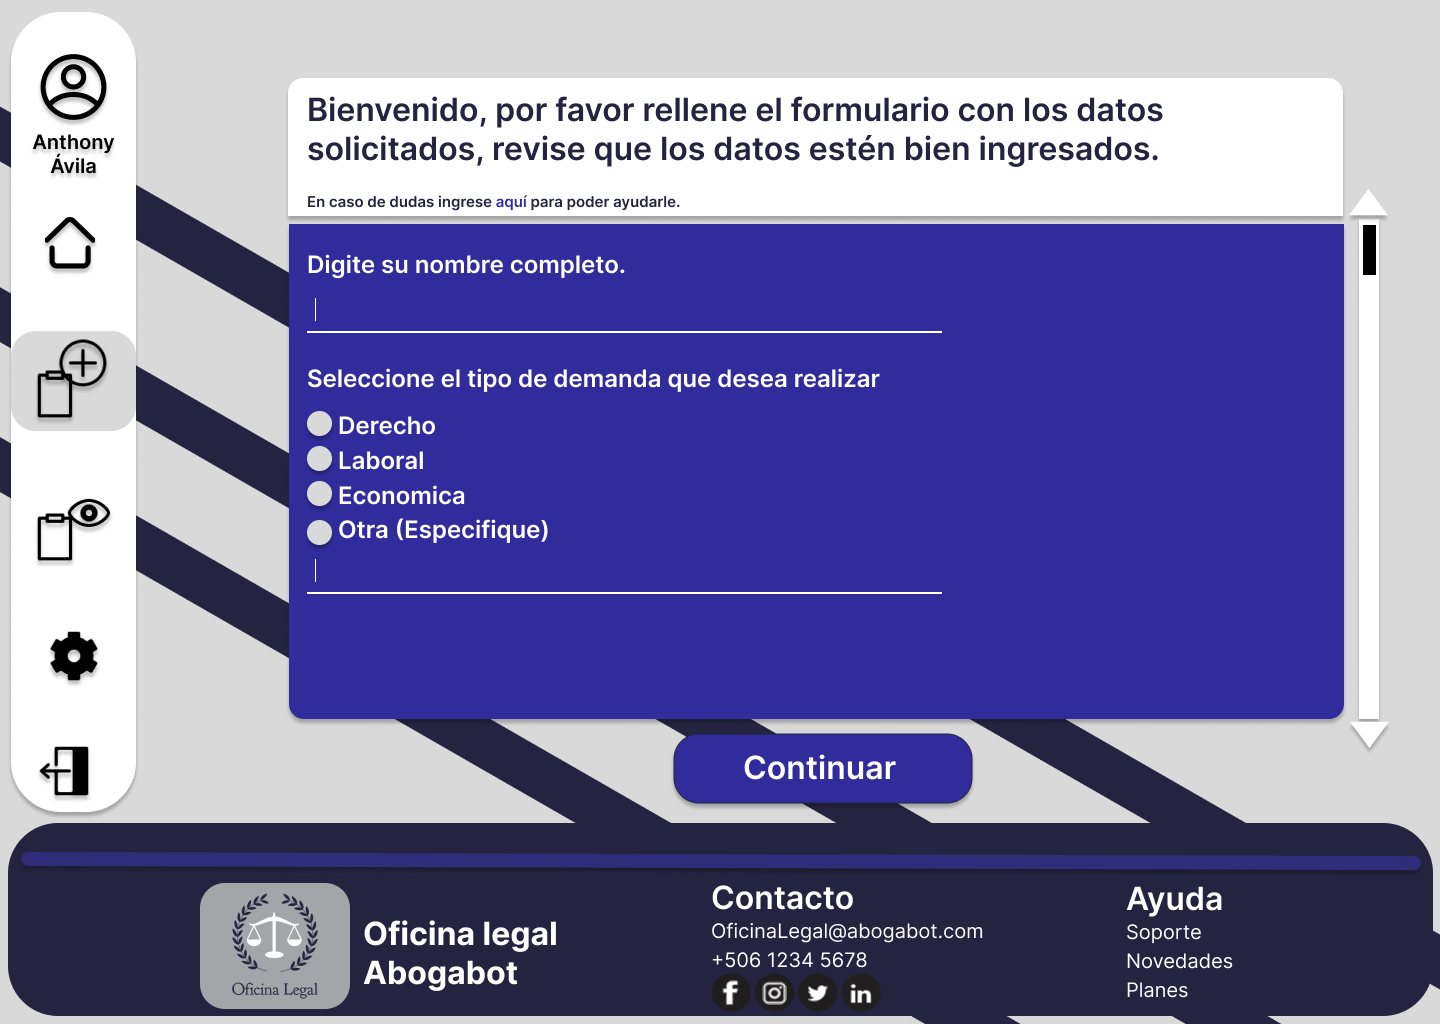 Anthony
Ávila
Bienvenido, por favor rellene el formulario con los datos
solicitados, revise que los datos estén bien ingresados.
En caso de dudas ingrese aquí para poder ayudarle.
Digite su nombre completo.
Seleccione el tipo de demanda que desea realizar
Derecho
Laboral
Economica
Otra (Especifique)
Continuar
Oficina Legal
Oficina legal
Abogabot
Contacto
OficinaLegal@abogabot.com
+506 1234 5678
Ayuda
Soporte
Novedades
Planes